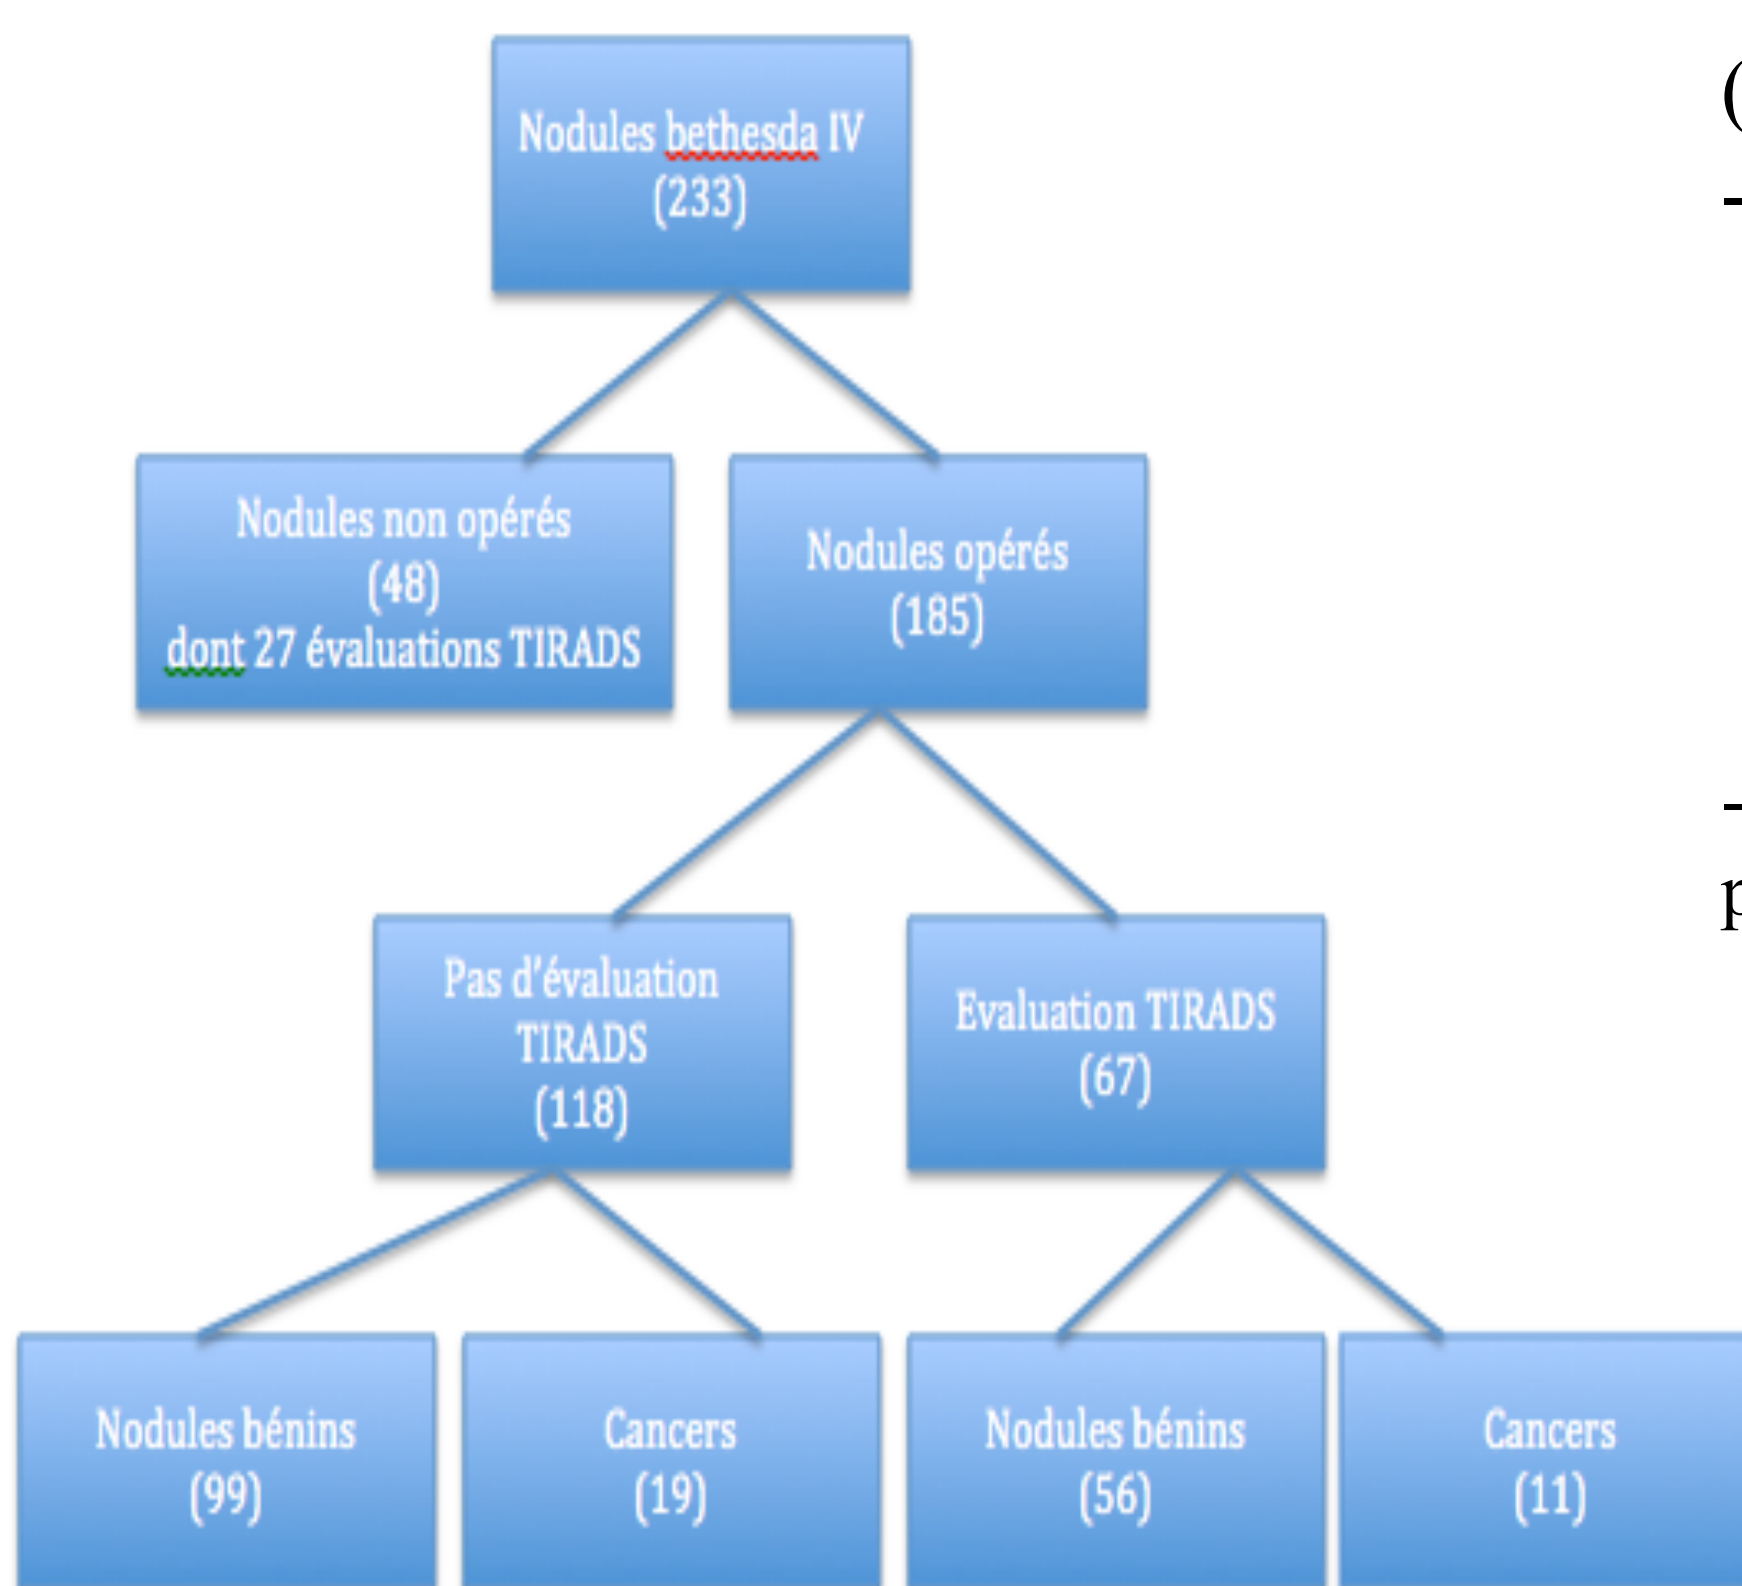 Nodules bethesda IV
(233)
Nodules non opérés
(48)
dont 27 évaluations TIRADS
Nodules opérés
(185)
Pas d'évaluation
TIRADS
(118)
Evaluation TIRADS
(67)
Nodules bénins
(99)
Cancers
(19)
Nodules bénins
(56)
Cancers
(11)
(
-
-
p